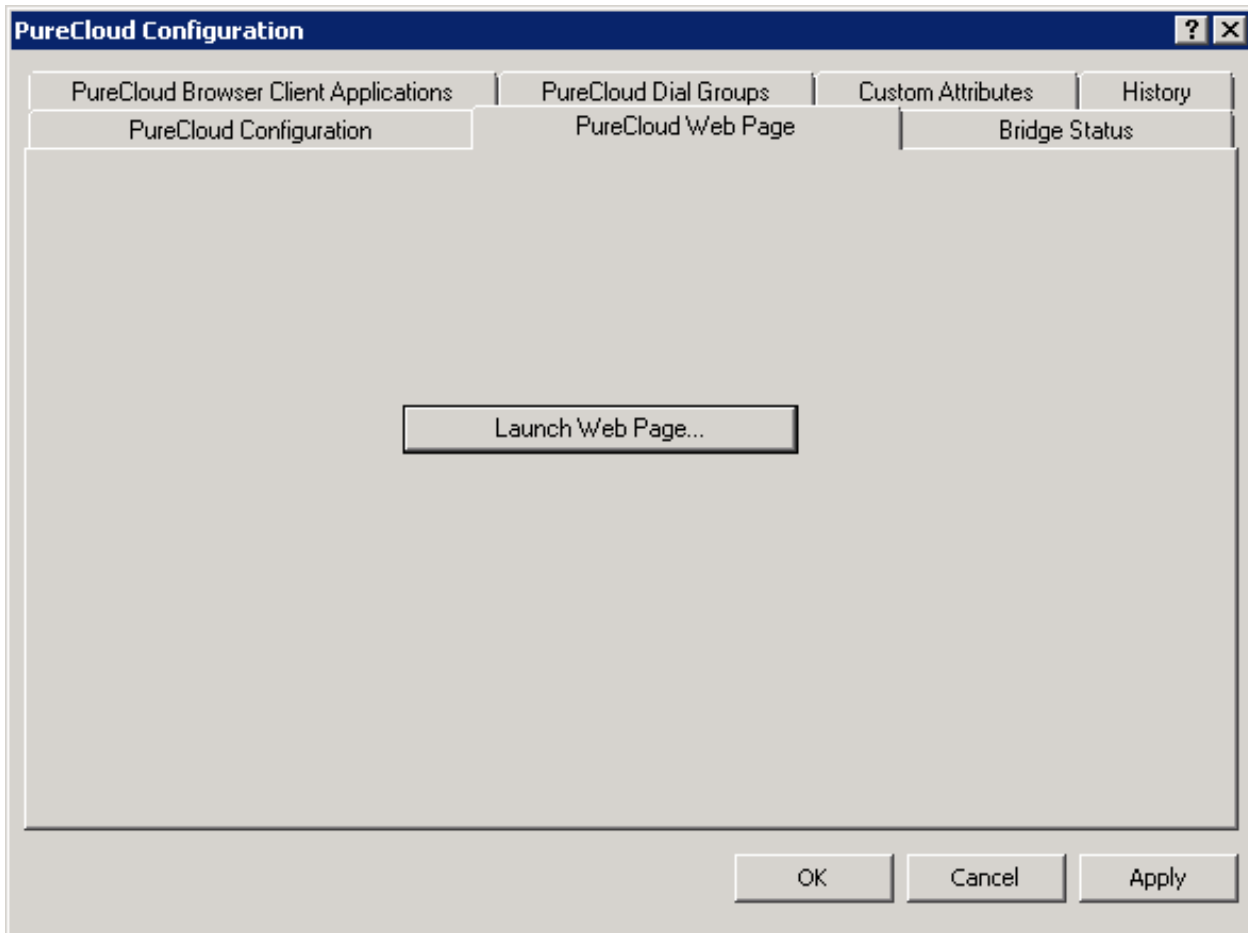 PureCloud Configuration
PureCloud Browser Client Applications PureCloud Dial Groups Custom Attributes History
PureCloud Configuration PureCloud Web Page Bridge Status
Launch Web Page...
OK Cancel Apply